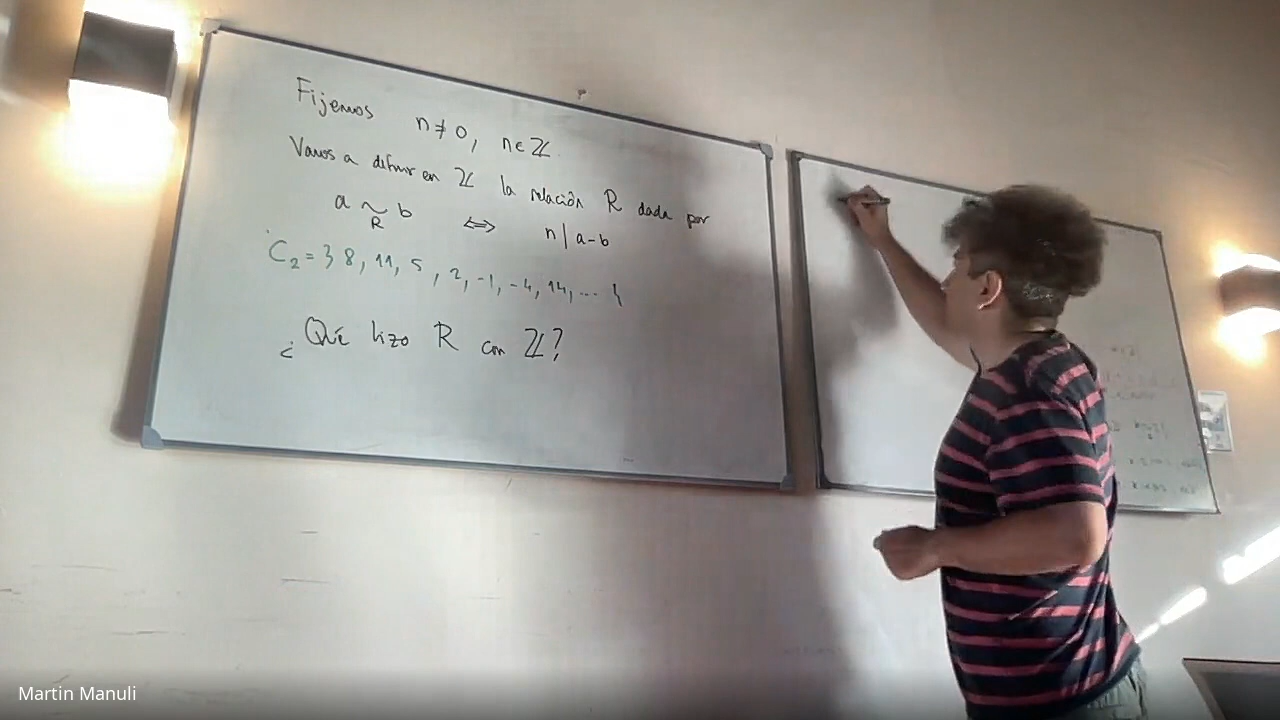 Fijemos n ≠ 0, n ∈ ℤ.
Vamos a definir en ℤ la relación R dada por
a ~ b ⇔ n | a-b
R
C₂ = { 8, 11, 5, 2, -1, -4, 14, ... }
¿Qué hizo R con ℤ?
Martin Manuli